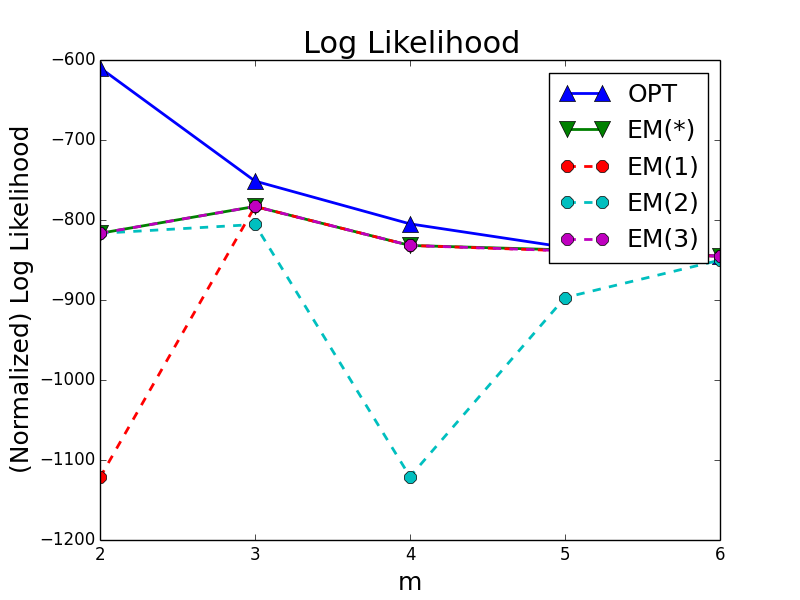 Log Likelihood
(Normalized) Log Likelihood
−600
−700
−800
−900
−1000
−1100
−1200
2
3
4
5
6
m
OPT
EM(*)
EM(1)
EM(2)
EM(3)